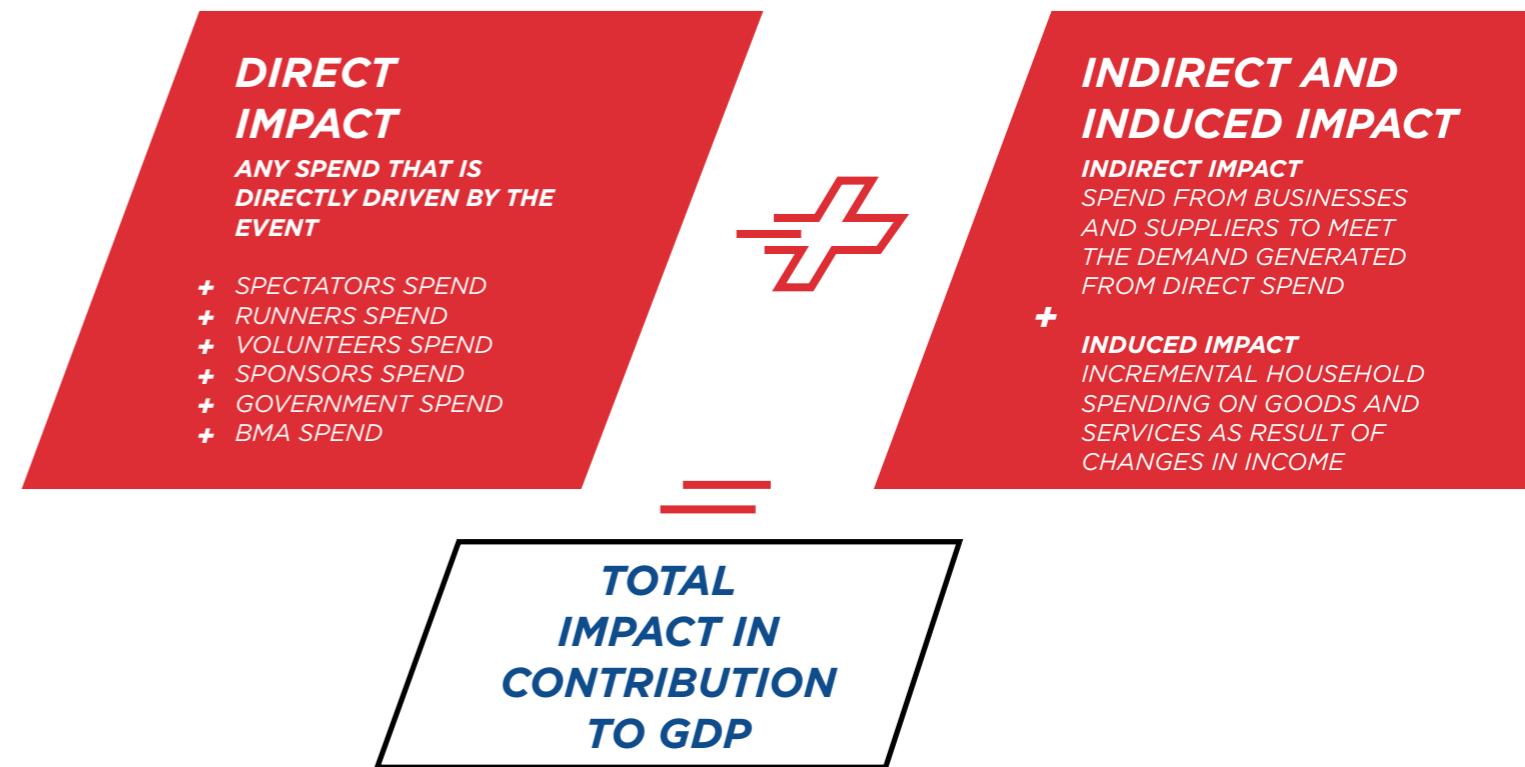 DIRECT
IMPACT
ANY SPEND THAT IS
DIRECTLY DRIVEN BY THE
EVENT
+ SPECTATORS SPEND
+ RUNNERS SPEND
+ VOLUNTEERS SPEND
+ SPONSORS SPEND
+ GOVERNMENT SPEND
+ BMA SPEND
+
INDIRECT AND
INDUCED IMPACT
INDIRECT IMPACT
SPEND FROM BUSINESSES
AND SUPPLIERS TO MEET
THE DEMAND GENERATED
FROM DIRECT SPEND
+
INDUCED IMPACT
INCREMENTAL HOUSEHOLD
SPENDING ON GOODS AND
SERVICES AS RESULT OF
CHANGES IN INCOME
=
TOTAL
IMPACT IN
CONTRIBUTION
TO GDP